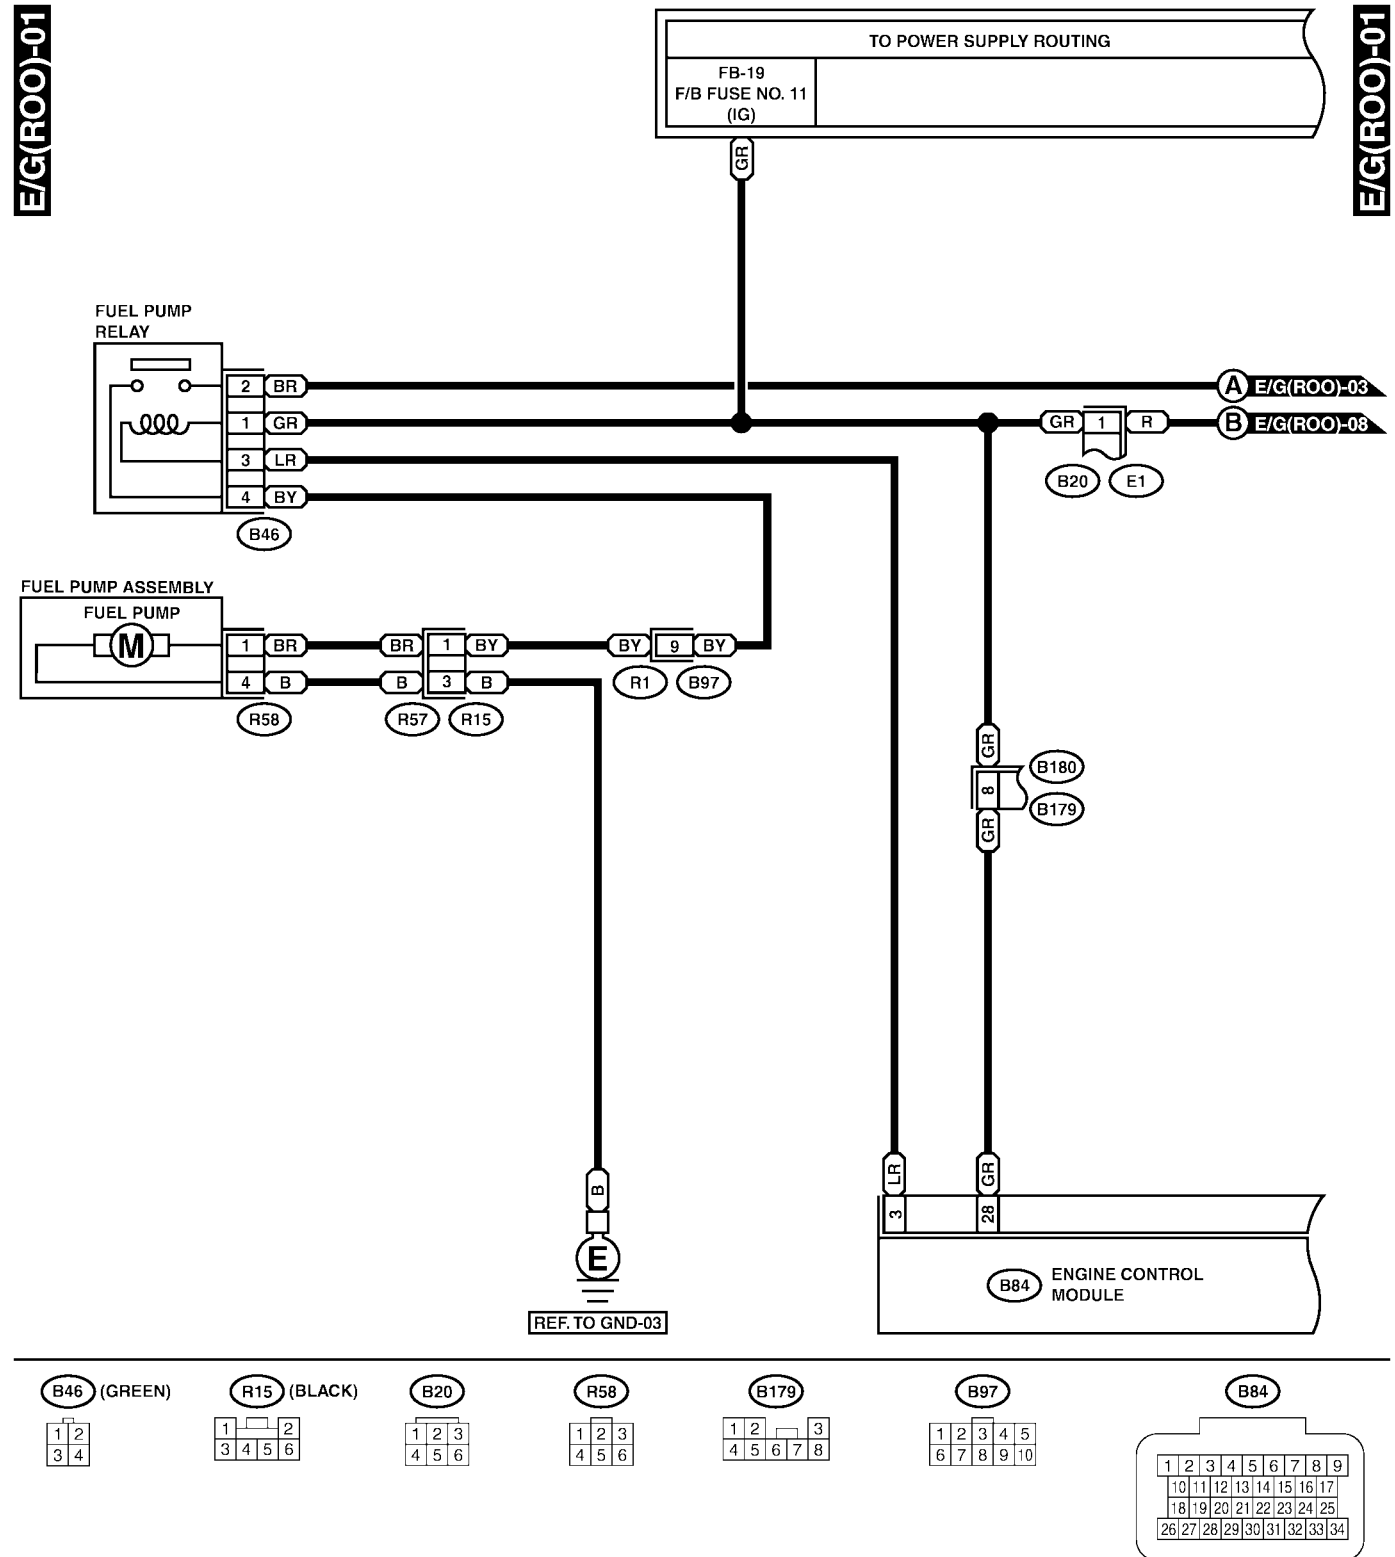 E/G(ROO)-01
E/G(ROO)-01
TO POWER SUPPLY ROUTING
FB-19
F/B FUSE NO. 11
(IG)
GR
FUEL PUMP
RELAY
2 BR
A E/G(ROO)-03
1 GR
GR 1 R
B E/G(ROO)-08
3 LR
4 BY
B20 E1
B46
FUEL PUMP ASSEMBLY
FUEL PUMP
M
1 BR
BR 1 BY
BY 9 BY
4 B
B 3 B
R1 B97
R58
R57 R15
GR
B180
8
B179
GR
LR
GR
B
3
28
E
B84
ENGINE CONTROL
MODULE
REF. TO GND-03
B46 (GREEN)
R15 (BLACK)
B20
R58
B179
B97
B84
1 2
3 4
1 2
3 4 5 6
1 2 3
4 5 6
1 2 3
4 5 6
1 2 3
4 5 6 7 8
1 2 3 4 5
6 7 8 9 10
1 2 3 4 5 6 7 8 9
10 11 12 13 14 15 16 17
18 19 20 21 22 23 24 25
26 27 28 29 30 31 32 33 34